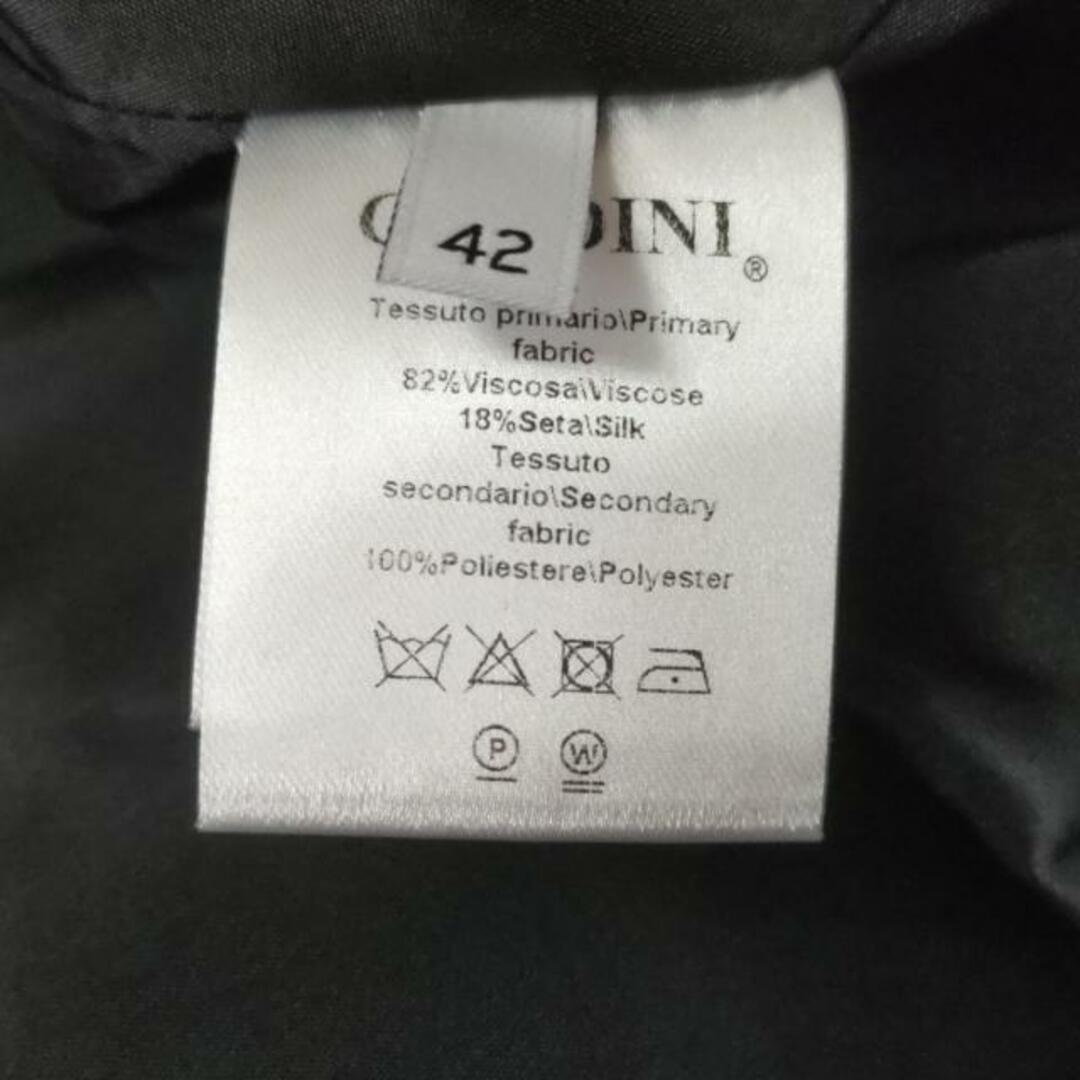 42
®
Tessuto primario\Primary
fabric
82%Viscosa\Viscose
18%Seta\Silk
Tessuto
secondario\Secondary
fabric
100%Poliestere\Polyester
P W